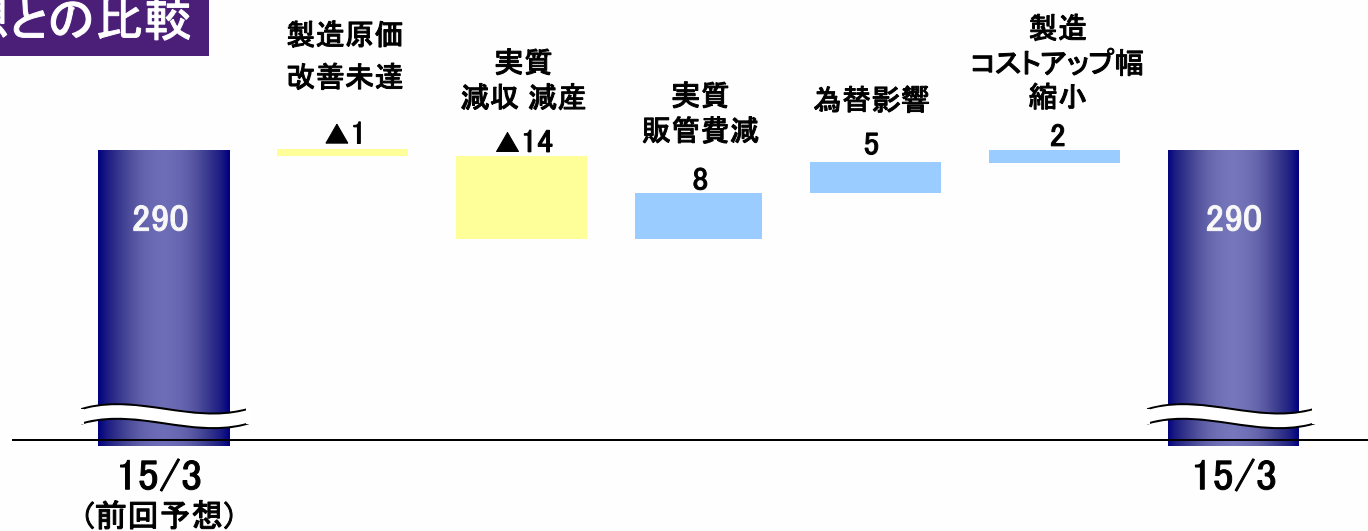 想との比較
製造原価
改善未達
▲1
実質
減収 減産
▲14
実質
販管費減
8
為替影響
5
製造
コストアップ幅
縮小
2
290
290
15/3
(前回予想)
15/3